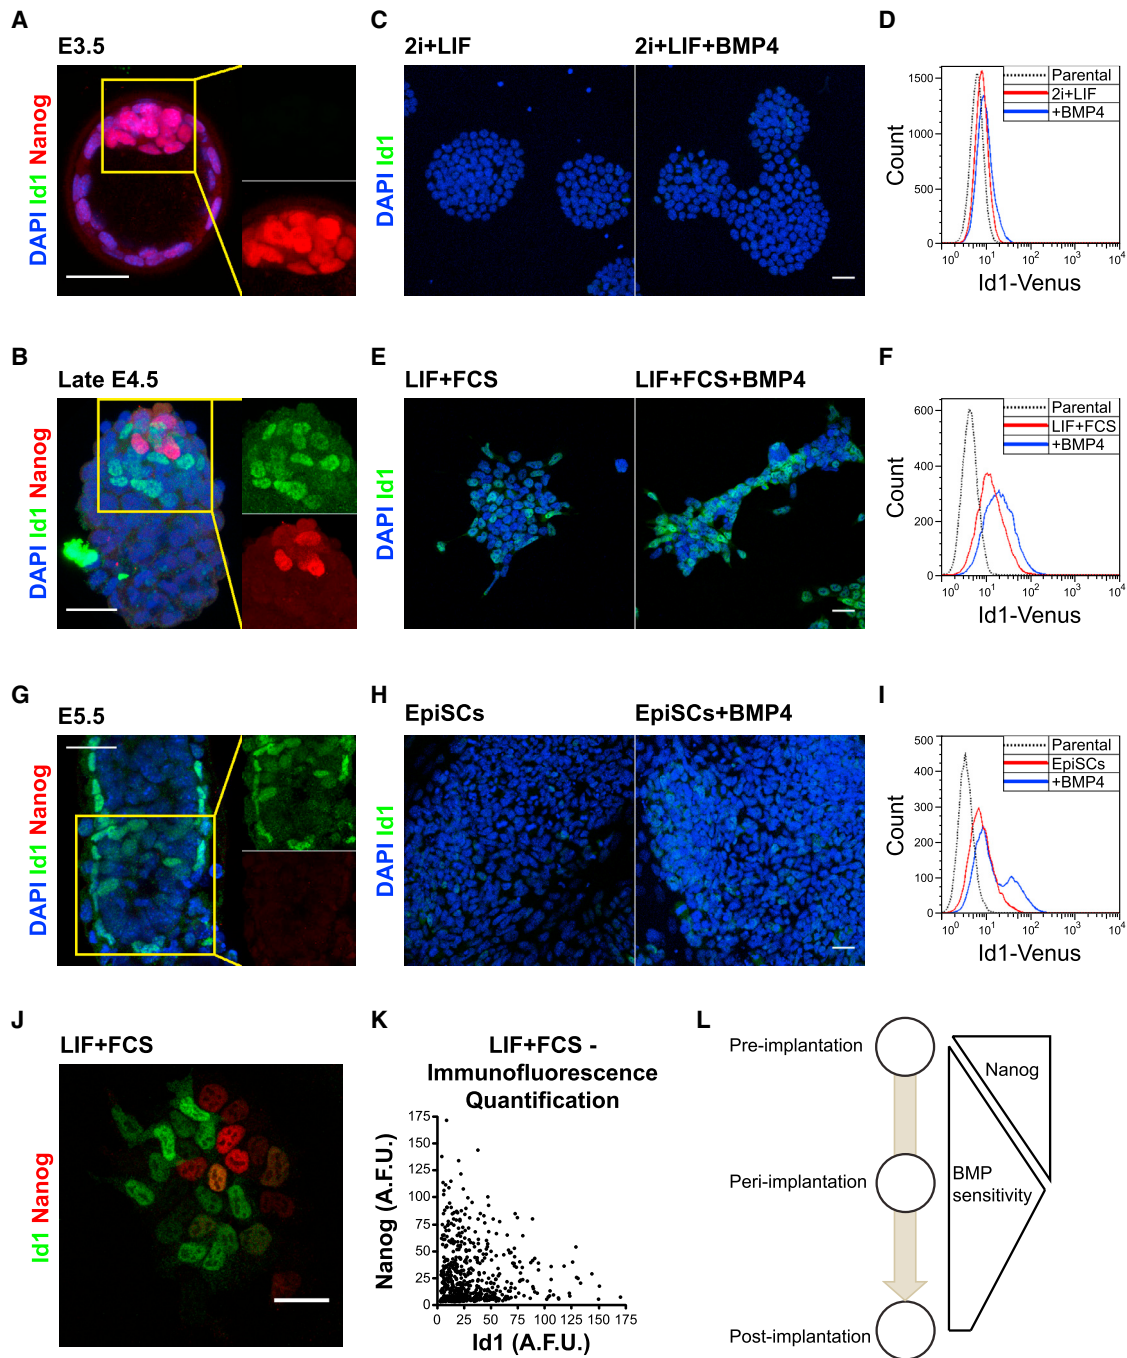 A
E3.5
DAPI Id1 Nanog
C
2i+LIF
2i+LIF+BMP4
DAPI Id1
D
1500
1000
500
0
Count
Parental
2i+LIF
+BMP4
10^0 10^1 10^2 10^3 10^4
Id1-Venus
B
Late E4.5
DAPI Id1 Nanog
E
LIF+FCS
LIF+FCS+BMP4
DAPI Id1
F
600
400
200
0
Count
Parental
LIF+FCS
+BMP4
10^0 10^1 10^2 10^3 10^4
Id1-Venus
G
E5.5
DAPI Id1 Nanog
H
EpiSCs
EpiSCs+BMP4
DAPI Id1
I
500
400
300
200
100
0
Count
Parental
EpiSCs
+BMP4
10^0 10^1 10^2 10^3 10^4
Id1-Venus
J
LIF+FCS
Id1 Nanog
K
LIF+FCS -
Immunofluorescence
Quantification
175
150
125
100
75
50
25
0
Nanog (A.F.U.)
0 25 50 75 100 125 150 175
Id1 (A.F.U.)
L
Pre-implantation
Nanog
Peri-implantation
BMP
sensitivity
Post-implantation